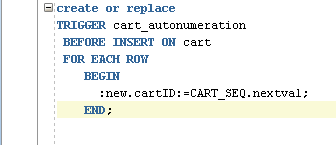 create or replace
TRIGGER cart_autonumeration
BEFORE INSERT ON cart
FOR EACH ROW
BEGIN
:new.cartID:=CART_SEQ.nextval;
END;